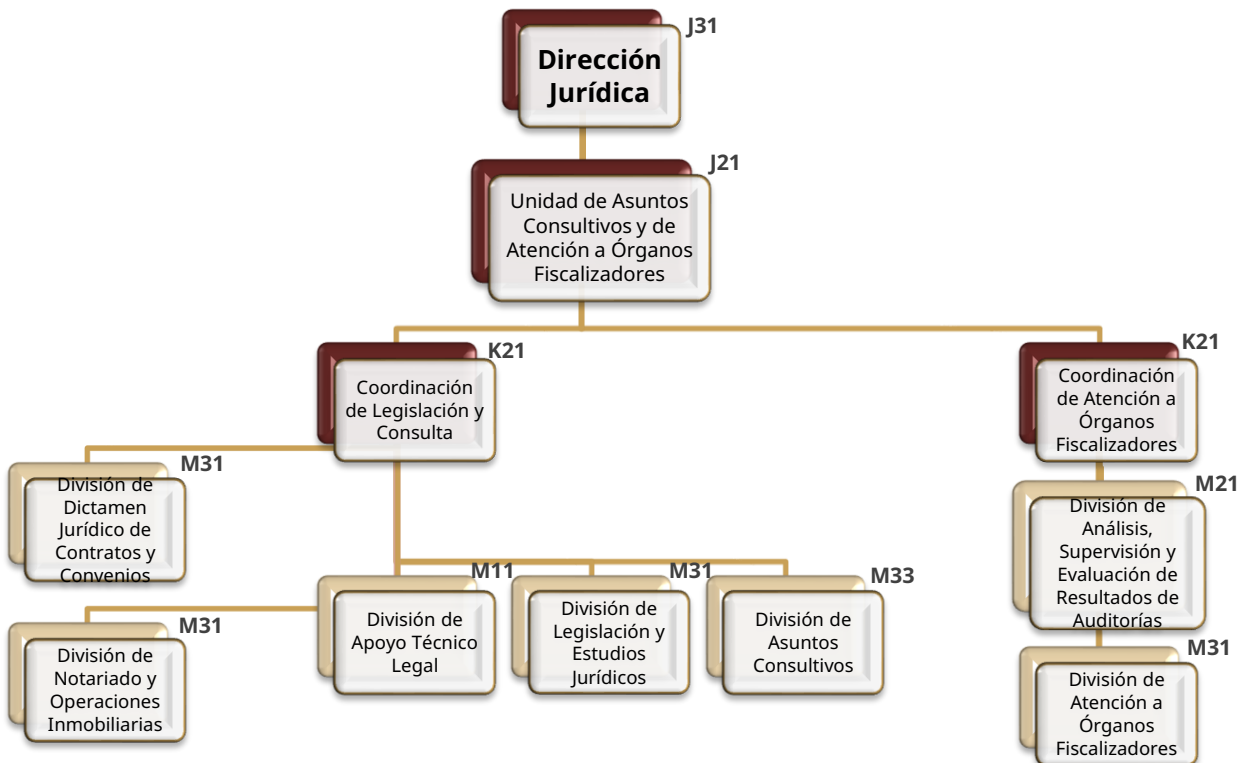 J31
Dirección
Jurídica
J21
Unidad de Asuntos
Consultivos y de
Atención a Órganos
Fiscalizadores
K21
Coordinación
de Legislación y
Consulta
K21
Coordinación
de Atención a
Órganos
Fiscalizadores
M31
División de
Dictamen
Jurídico de
Contratos y
Convenios
M21
División de
Análisis,
Supervisión y
Evaluación de
Resultados de
Auditorías
M11
División de
Apoyo Técnico
Legal
M31
División de
Legislación y
Estudios
Jurídicos
M33
División de
Asuntos
Consultivos
M31
División de
Notariado y
Operaciones
Inmobiliarias
M31
División de
Atención a
Órganos
Fiscalizadores